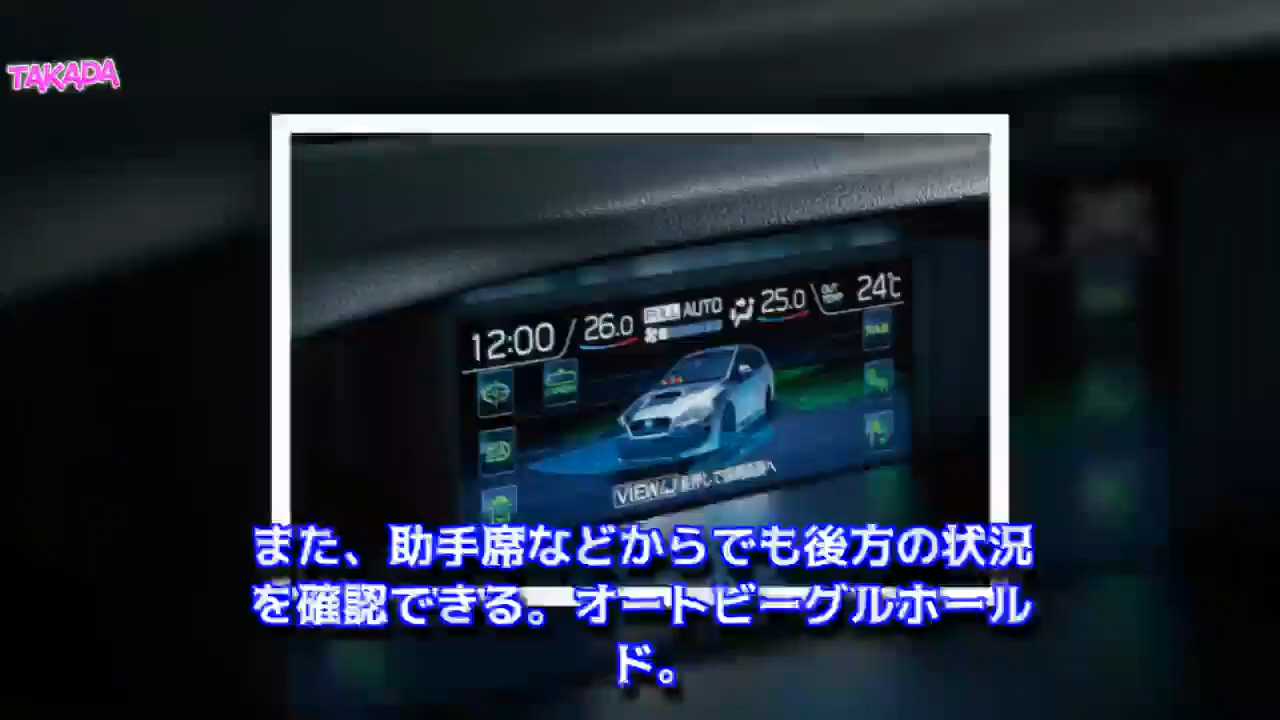 TAKADA
12:00 26.0 FULL AUTO 25.0 OUT TEMP 24℃
VIEW
また、助手席などからでも後方の状況
を確認できる。オートビーグルホール
ド。